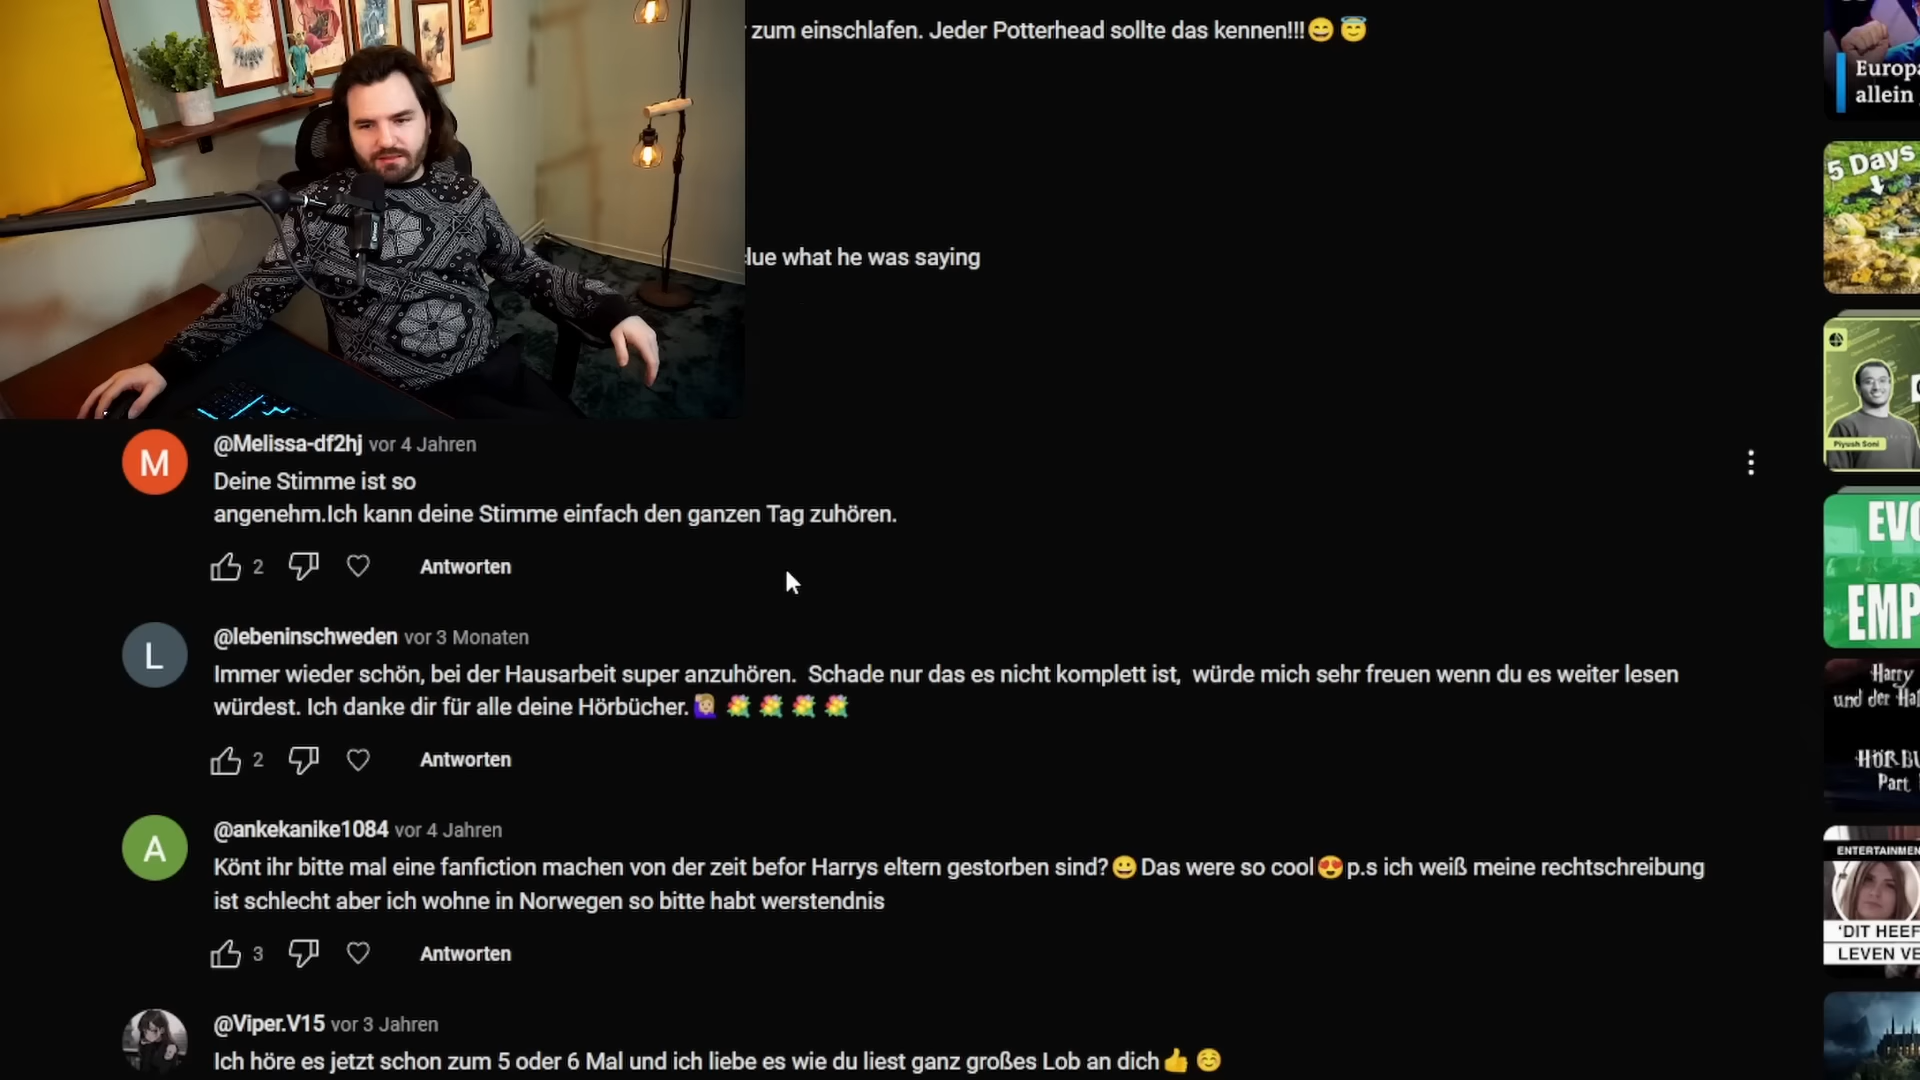 zum einschlafen. Jeder Potterhead sollte das kennen!!!😄😇
what he was saying
@Melissa-df2hj vor 4 Jahren
Deine Stimme ist so
angenehm.Ich kann deine Stimme einfach den ganzen Tag zuhören.
2 Antworten
@lebeninschweden vor 3 Monaten
Immer wieder schön, bei der Hausarbeit super anzuhören. Schade nur das es nicht komplett ist, würde mich sehr freuen wenn du es weiter lesen
würdest. Ich danke dir für alle deine Hörbücher.🙋🏼‍♀️💐💐💐💐
2 Antworten
@ankekanike1084 vor 4 Jahren
Könt ihr bitte mal eine fanfiction machen von der zeit befor Harrys eltern gestorben sind?😀Das were so cool😍p.s ich weiß meine rechtschreibung
ist schlecht aber ich wohne in Norwegen so bitte habt werstendnis
3 Antworten
@Viper.V15 vor 3 Jahren
Ich höre es jetzt schon zum 5 oder 6 Mal und ich liebe es wie du liest ganz großes Lob an dich👍☺️
M
L
A
Europa
allein
5 Days
Piyush Soni
Harry
und der
Part
'DIT HEEF
LEVEN